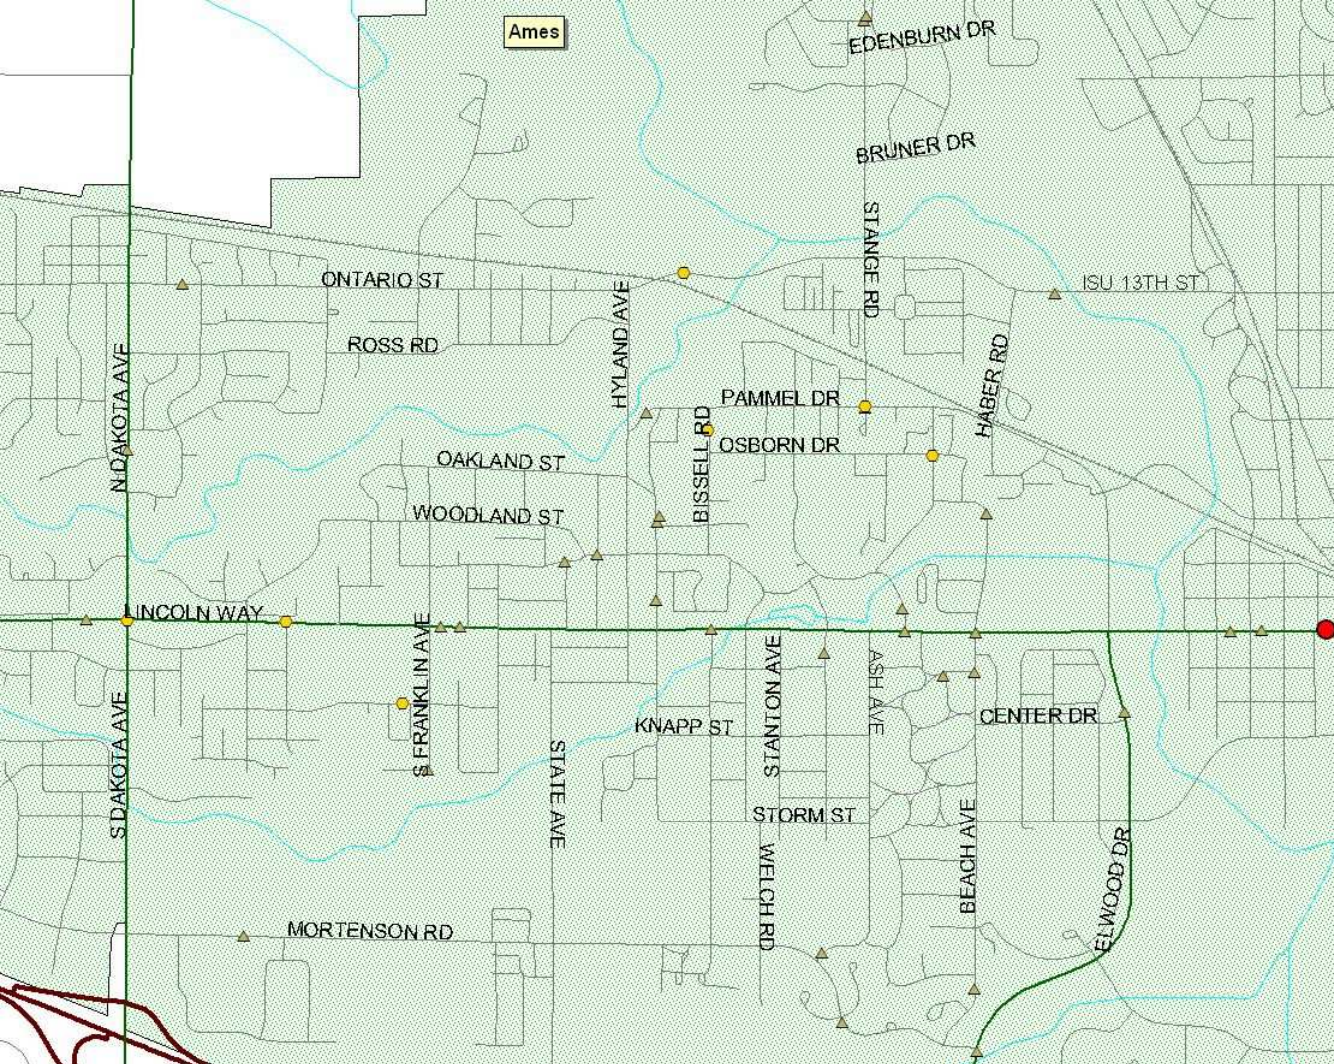 Ames
EDENBURN DR
BRUNER DR
STANGE RD
ONTARIO ST
ISU 13TH ST
HYLAND AVE
ROSS RD
N DAKOTA AVE
HABER RD
PAMMEL DR
BISSELL RD
OSBORN DR
OAKLAND ST
WOODLAND ST
LINCOLN WAY
S FRANKLIN AVE
STANTON AVE
ASH AVE
S DAKOTA AVE
KNAPP ST
CENTER DR
STATE AVE
STORM ST
BEACH AVE
ELWOOD DR
WELCH RD
MORTENSON RD